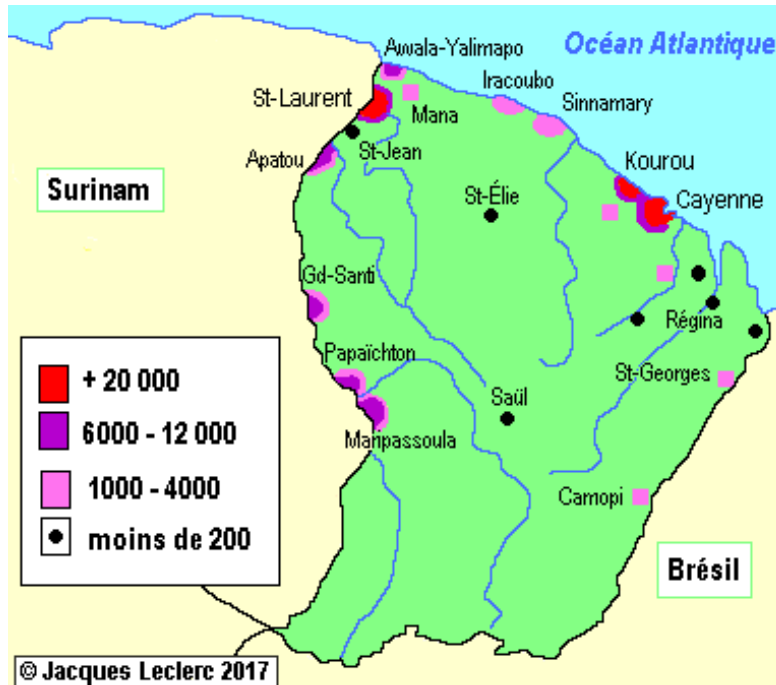 Awala-Yalimapo
Océan Atlantique
St-Laurent
Iracoubo
Mana
Sinnamary
St-Jean
Apatou
Kourou
Surinam
St-Élie
Cayenne
Gd-Santi
Régina
Papaïchton
St-Georges
Saül
Maripassoula
Camopi
Brésil
+ 20 000
6000 - 12 000
1000 - 4000
moins de 200
© Jacques Leclerc 2017